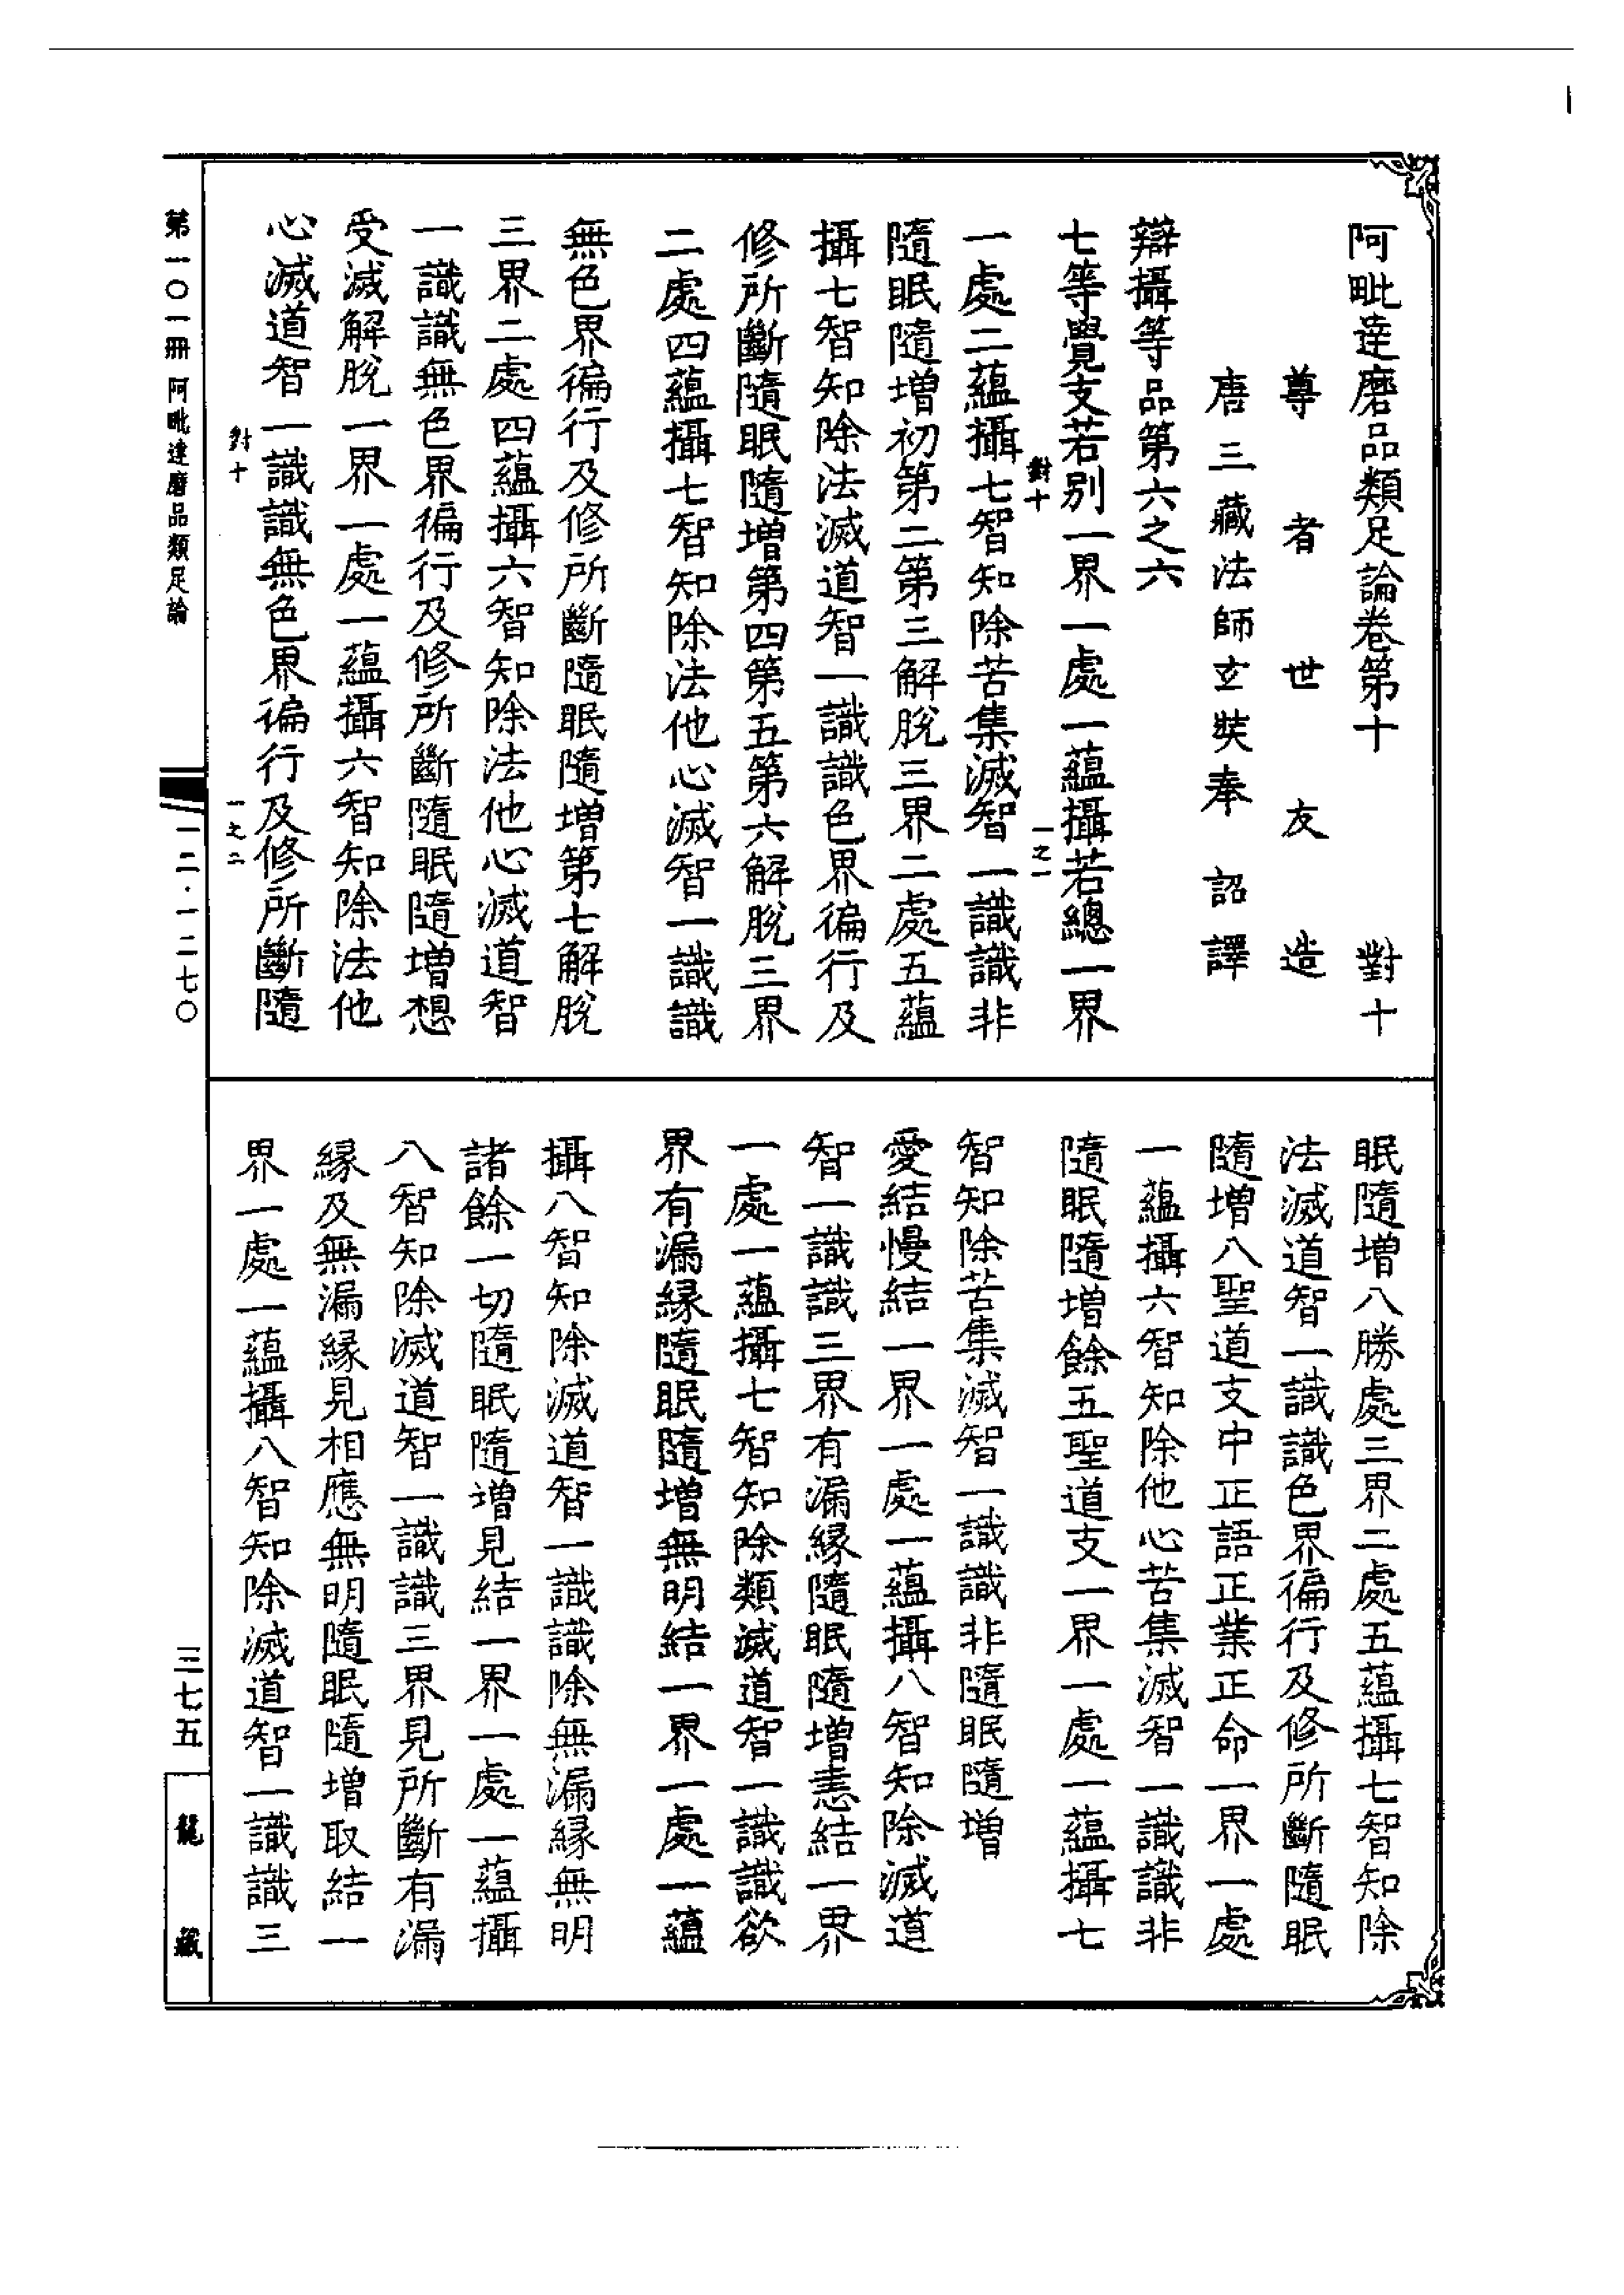 阿毗達磨品類足論卷第十 對十
尊者世友造
唐三藏法師玄奘奉 詔譯
辯攝等品第六之六
七等覺支若別一界一處一蘊攝若總一界
對十 一之一
一處二蘊攝七智知除苦集滅智一識識非
隨眠隨增初第二第三解脫三界二處五蘊
攝七智知除法滅道智一識識色界徧行及
修所斷隨眠隨增第四第五第六解脫三界
二處四蘊攝七智知除法他心滅智一識識
無色界徧行及修所斷隨眠隨增第七解脫
三界二處四蘊攝六智知除法他心滅道智
一識識無色界徧行及修所斷隨眠隨增想
受滅解脫一界一處一蘊攝六智知除法他
心滅道智一識識無色界徧行及修所斷隨
對十 一之二
眠隨增八勝處三界二處五蘊攝七智知除
法滅道智一識識色界徧行及修所斷隨眠
隨增八聖道支中正語正業正命一界一處
一蘊攝六智知除他心苦集滅智一識識非
隨眠隨增餘五聖道支一界一處一蘊攝七
智知除苦集滅智一識識非隨眠隨增
愛結慢結一界一處一蘊攝八智知除滅道
智一識識三界有漏緣隨眠隨增恚結一界
一處一蘊攝七智知除類滅道智一識識欲
界有漏緣隨眠隨增無明結一界一處一蘊
攝八智知除滅道智一識識除無漏緣無明
諸餘一切隨眠隨增見結一界一處一蘊攝
八智知除滅道智一識識三界見所斷有漏
緣及無漏緣見相應無明隨眠隨增取結一
界一處一蘊攝八智知除滅道智一識識三
第一〇一冊 阿毗達磨品類足論
一二·一二七〇
三七五
龍藏